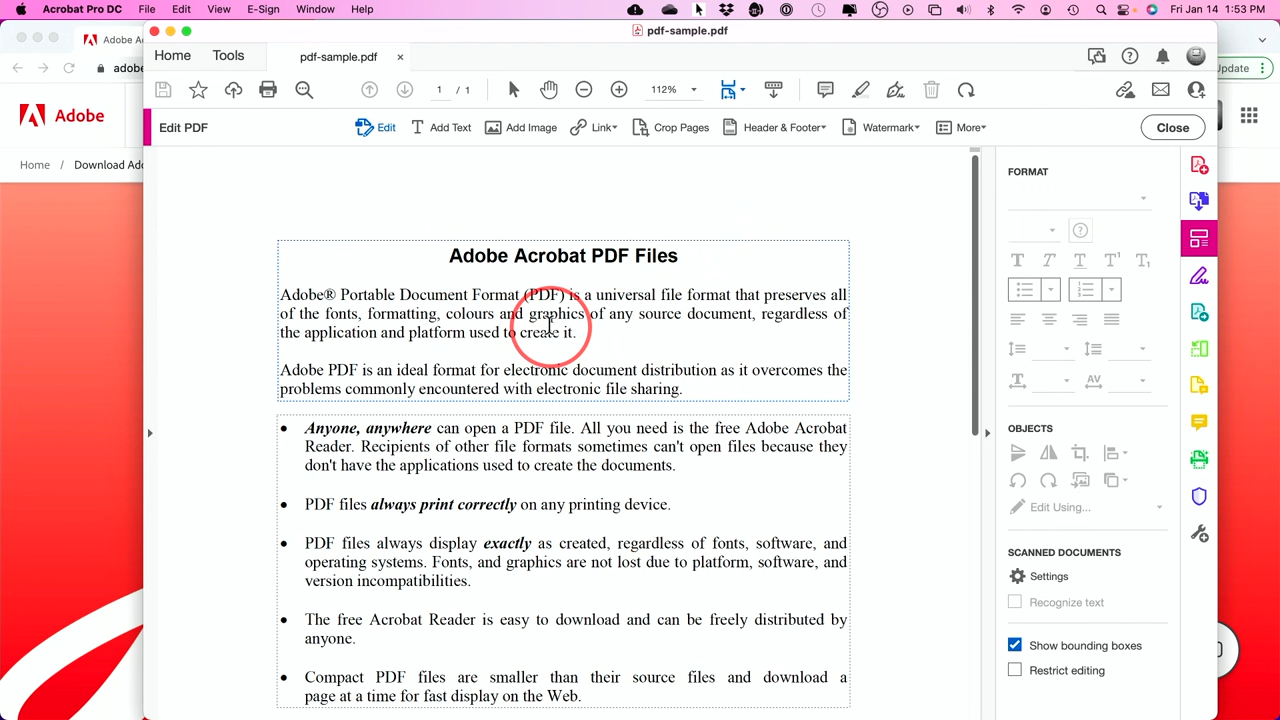 Acrobat Pro DC File Edit View E-Sign Window Help Fri Jan 14 1:53 PM
pdf-sample.pdf
Adobe A
adobe
Update
Home Tools pdf-sample.pdf
1 / 1 112%
Adobe
Edit PDF Edit Add Text Add Image Link Crop Pages Header & Footer Watermark More Close
Home / Download Ado
FORMAT
Adobe Acrobat PDF Files
Adobe® Portable Document Format (PDF) is a universal file format that preserves all
of the fonts, formatting, colours and graphics of any source document, regardless of
the application and platform used to create it.
Adobe PDF is an ideal format for electronic document distribution as it overcomes the
problems commonly encountered with electronic file sharing.
• Anyone, anywhere can open a PDF file. All you need is the free Adobe Acrobat
Reader. Recipients of other file formats sometimes can't open files because they
don't have the applications used to create the documents.
• PDF files always print correctly on any printing device.
• PDF files always display exactly as created, regardless of fonts, software, and
operating systems. Fonts, and graphics are not lost due to platform, software, and
version incompatibilities.
• The free Acrobat Reader is easy to download and can be freely distributed by
anyone.
• Compact PDF files are smaller than their source files and download a
page at a time for fast display on the Web.
OBJECTS
Edit Using...
SCANNED DOCUMENTS
Settings
Recognize text
Show bounding boxes
Restrict editing